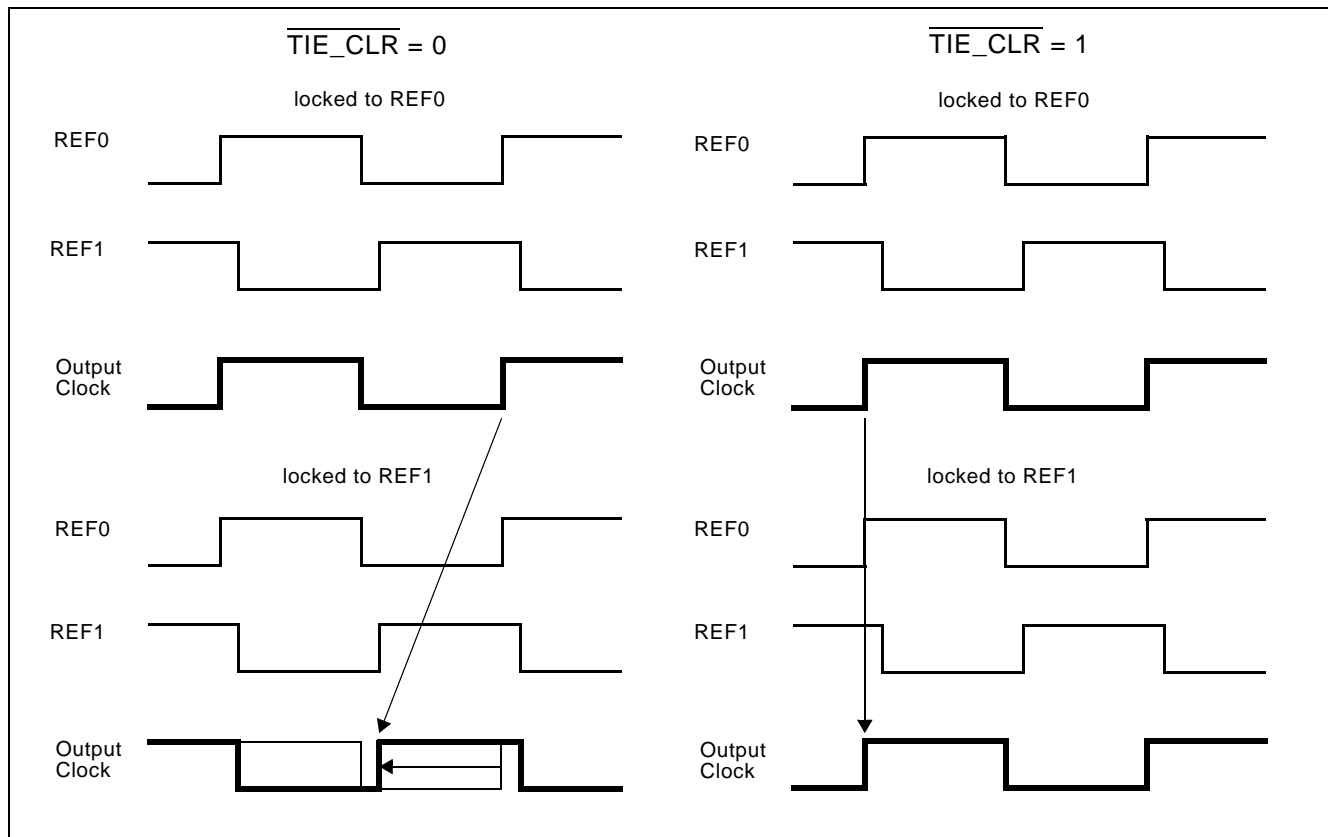 TIE_CLR = 0
locked to REF0
REF0
REF1
Output
Clock
locked to REF1
REF0
REF1
Output
Clock
TIE_CLR = 1
locked to REF0
REF0
REF1
Output
Clock
locked to REF1
REF0
REF1
Output
Clock